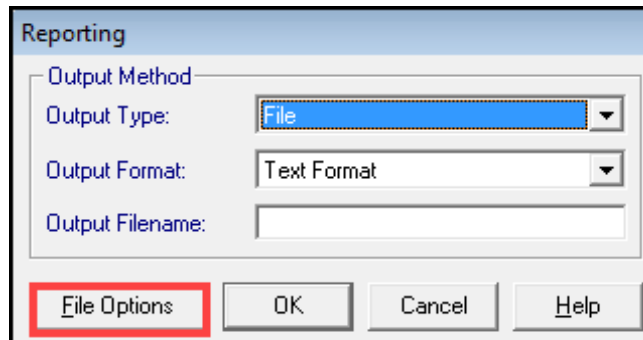 Reporting
Output Method
Output Type: File
Output Format: Text Format
Output Filename:
File Options OK Cancel Help